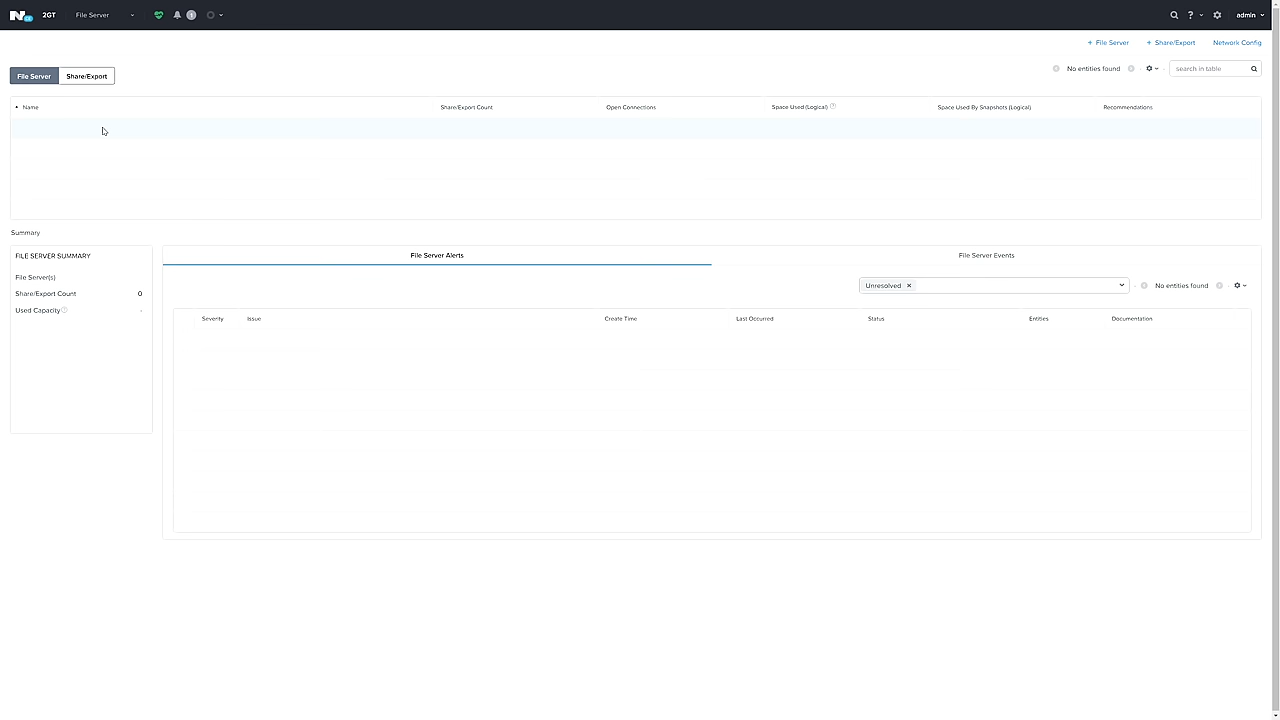 N CE 2GT File Server 1 ? admin
+ File Server + Share/Export Network Config
File Server Share/Export No entities found search in table
Name Share/Export Count Open Connections Space Used (Logical) ? Space Used By Snapshots (Logical) Recommendations
Summary
FILE SERVER SUMMARY
File Server(s)
Share/Export Count 0
Used Capacity ? -
File Server Alerts File Server Events
Unresolved × No entities found
Severity Issue Create Time Last Occurred Status Entities Documentation